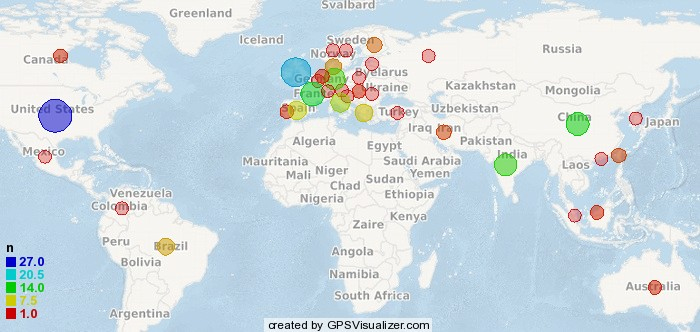 Svalbard
Greenland
Iceland
Sweden
Norway
Russia
Canada
Byelarus
Germany
Ukraine
Kazakhstan
Mongolia
France
United States
Spain
Turkey
Uzbekistan
China
Japan
Algeria
Iraq Iran
Mexico
Egypt
Pakistan
Mauritania
Saudi Arabia
India
Laos
Mali Niger
Yemen
Chad
Sudan
Venezuela
Nigeria
Ethiopia
Colombia
Kenya
Zaire
Peru
Brazil
n
Angola
27.0
Bolivia
Namibia
20.5
Australia
14.0
South Africa
7.5
1.0
Argentina
created by GPSVisualizer.com